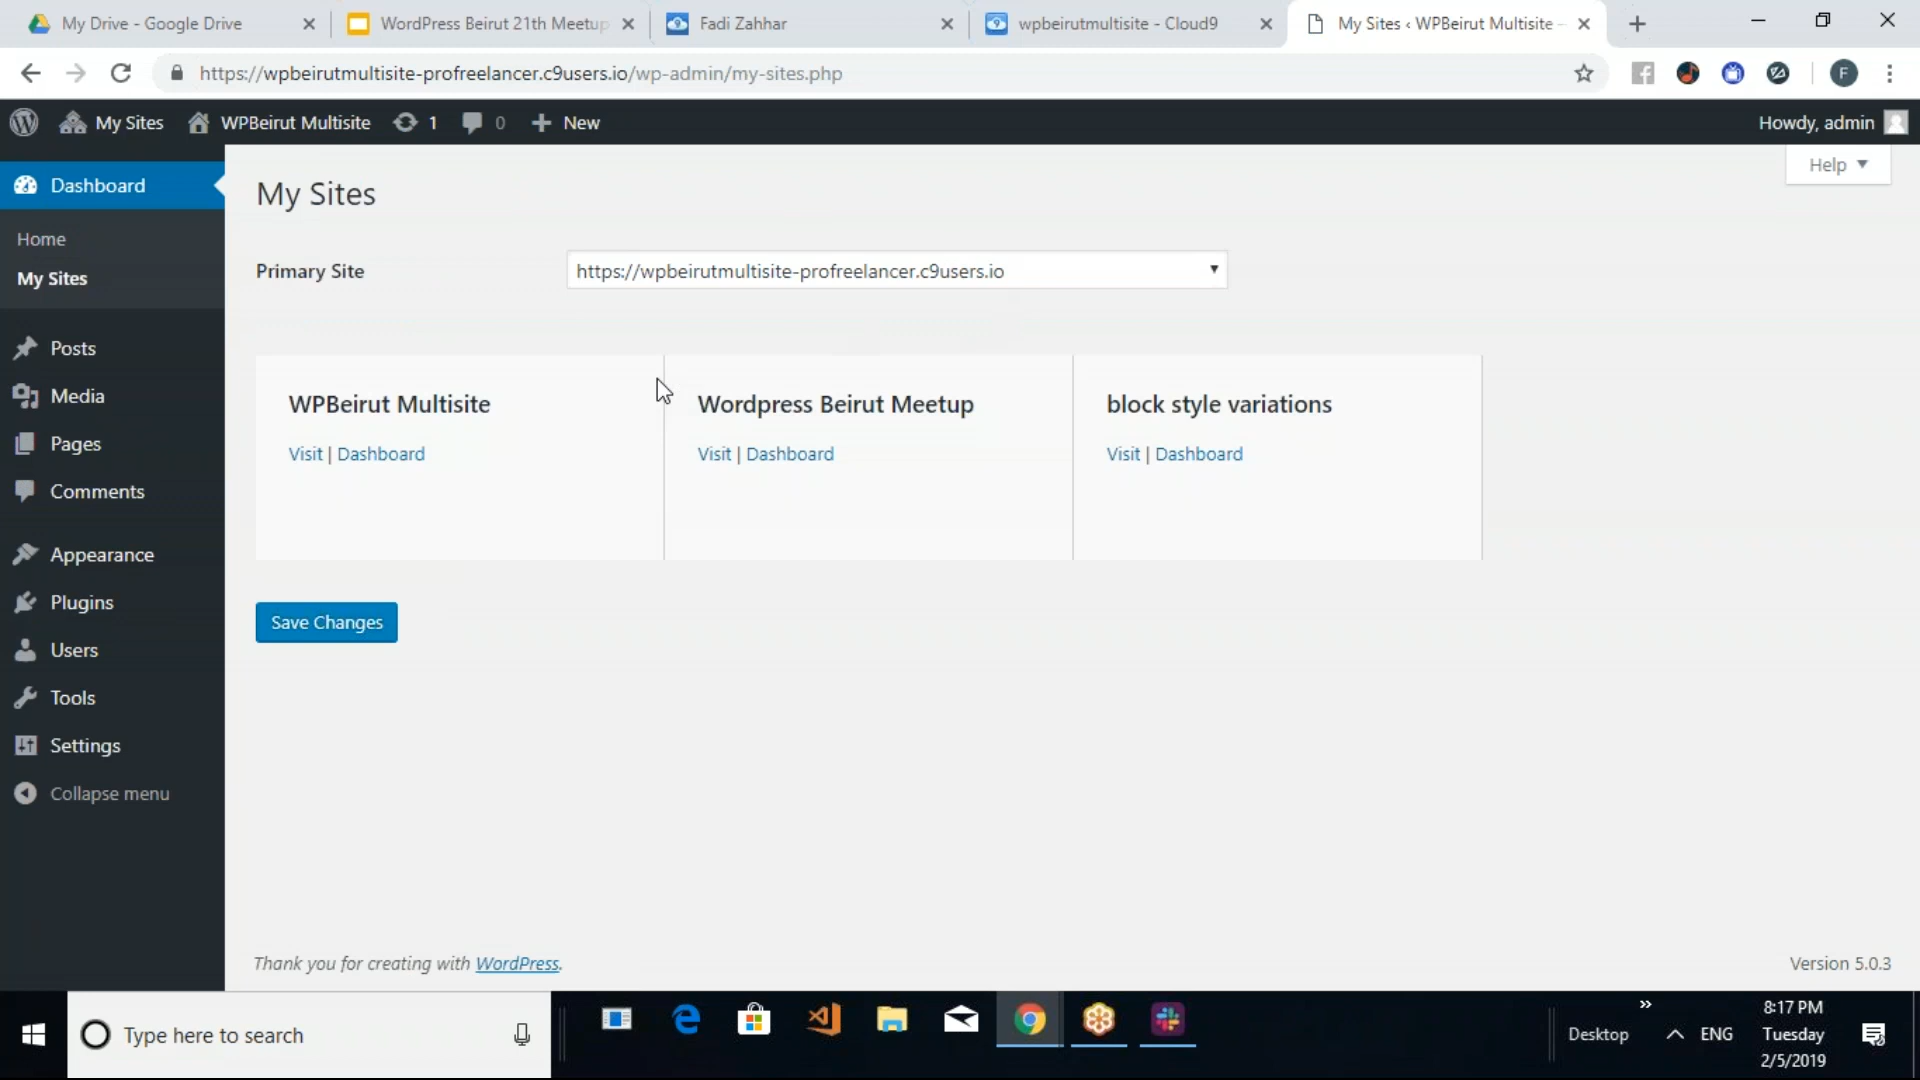 My Drive - Google Drive
WordPress Beirut 21th Meetup
Fadi Zahhar
wpbeirutmultisite - Cloud9
My Sites ‹ WPBeirut Multisite —
https://wpbeirutmultisite-profreelancer.c9users.io/wp-admin/my-sites.php
F
My Sites
WPBeirut Multisite
1
0
New
Howdy, admin
Help
Dashboard
Home
My Sites
Posts
Media
Pages
Comments
Appearance
Plugins
Users
Tools
Settings
Collapse menu
My Sites
Primary Site
https://wpbeirutmultisite-profreelancer.c9users.io
WPBeirut Multisite
Visit | Dashboard
Wordpress Beirut Meetup
Visit | Dashboard
block style variations
Visit | Dashboard
Save Changes
Thank you for creating with WordPress.
Version 5.0.3
Type here to search
Desktop
ENG
8:17 PM
Tuesday
2/5/2019